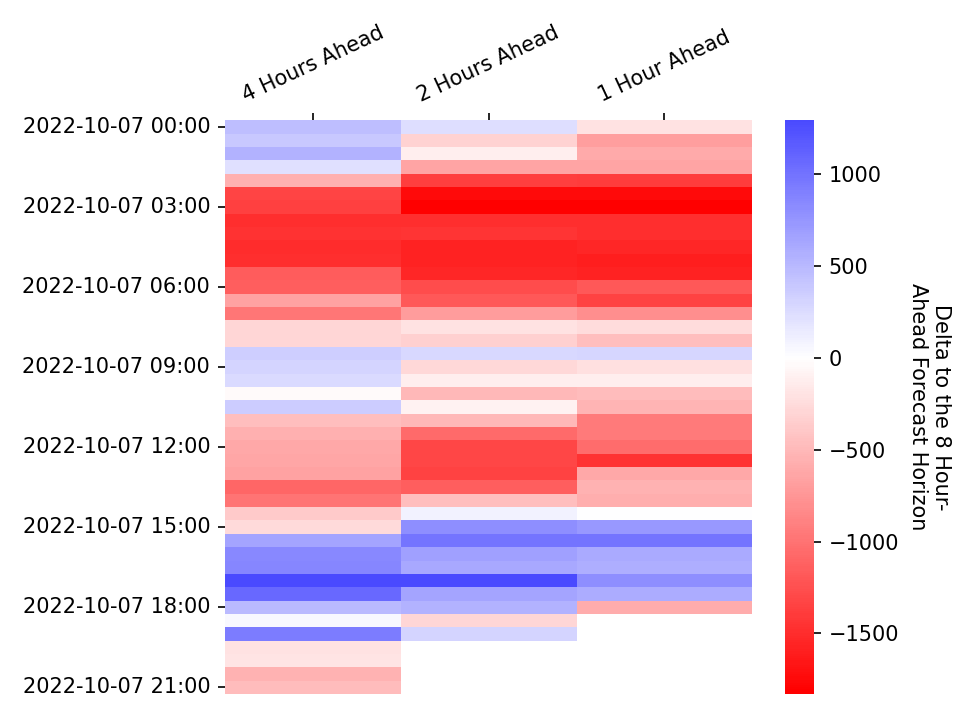 4 Hours Ahead
2 Hours Ahead
1 Hour Ahead
2022-10-07 00:00
2022-10-07 03:00
2022-10-07 06:00
2022-10-07 09:00
2022-10-07 12:00
2022-10-07 15:00
2022-10-07 18:00
2022-10-07 21:00
1000
500
0
−500
−1000
−1500
Delta to the 8 Hour-
Ahead Forecast Horizon